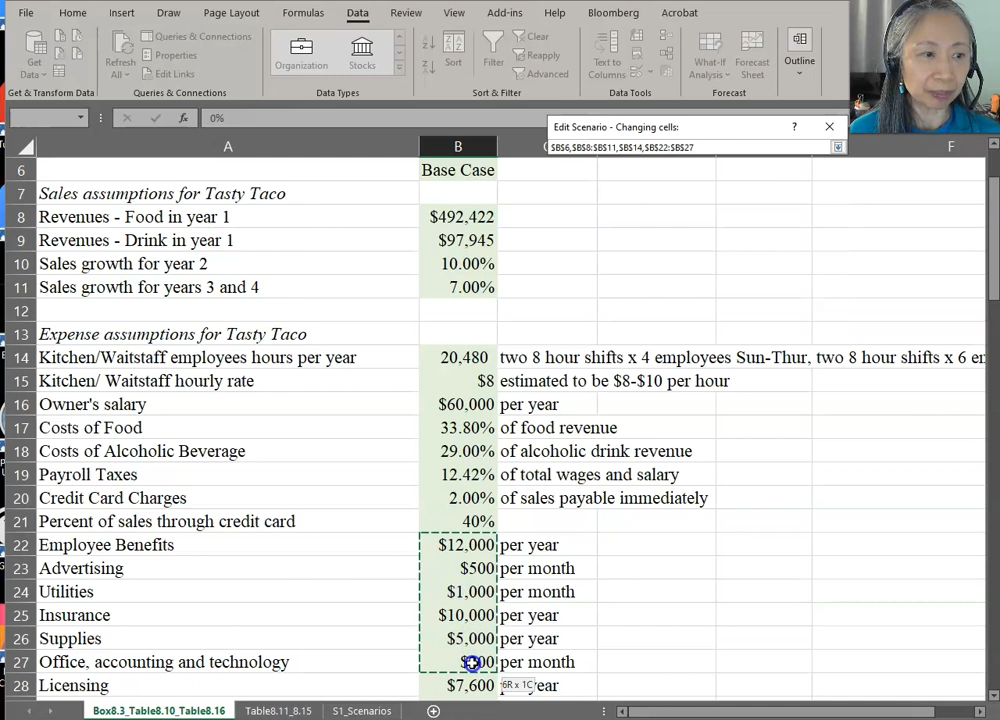 File Home Insert Draw Page Layout Formulas Data Review View Add-ins Help Bloomberg Acrobat
Get Data
Refresh All
Queries & Connections
Properties
Edit Links
Organization
Stocks
Sort
Filter
Clear
Reapply
Advanced
Text to Columns
What-If Analysis
Forecast Sheet
Outline
Get & Transform Data Queries & Connections Data Types Sort & Filter Data Tools Forecast
fx 0%
Edit Scenario - Changing cells: ? ×
$B$6,$B$8:$B$11,$B$14,$B$22:$B$27
A B F
6 Base Case
7 Sales assumptions for Tasty Taco
8 Revenues - Food in year 1 $492,422
9 Revenues - Drink in year 1 $97,945
10 Sales growth for year 2 10.00%
11 Sales growth for years 3 and 4 7.00%
12
13 Expense assumptions for Tasty Taco
14 Kitchen/Waitstaff employees hours per year 20,480 two 8 hour shifts x 4 employees Sun-Thur, two 8 hour shifts x 6 em
15 Kitchen/ Waitstaff hourly rate $8 estimated to be $8-$10 per hour
16 Owner's salary $60,000 per year
17 Costs of Food 33.80% of food revenue
18 Costs of Alcoholic Beverage 29.00% of alcoholic drink revenue
19 Payroll Taxes 12.42% of total wages and salary
20 Credit Card Charges 2.00% of sales payable immediately
21 Percent of sales through credit card 40%
22 Employee Benefits $12,000 per year
23 Advertising $500 per month
24 Utilities $1,000 per month
25 Insurance $10,000 per year
26 Supplies $5,000 per year
27 Office, accounting and technology per month
28 Licensing $7,600 6R x 1C year
Box8.3_Table8.10_Table8.16 Table8.11_8.15 S1_Scenarios